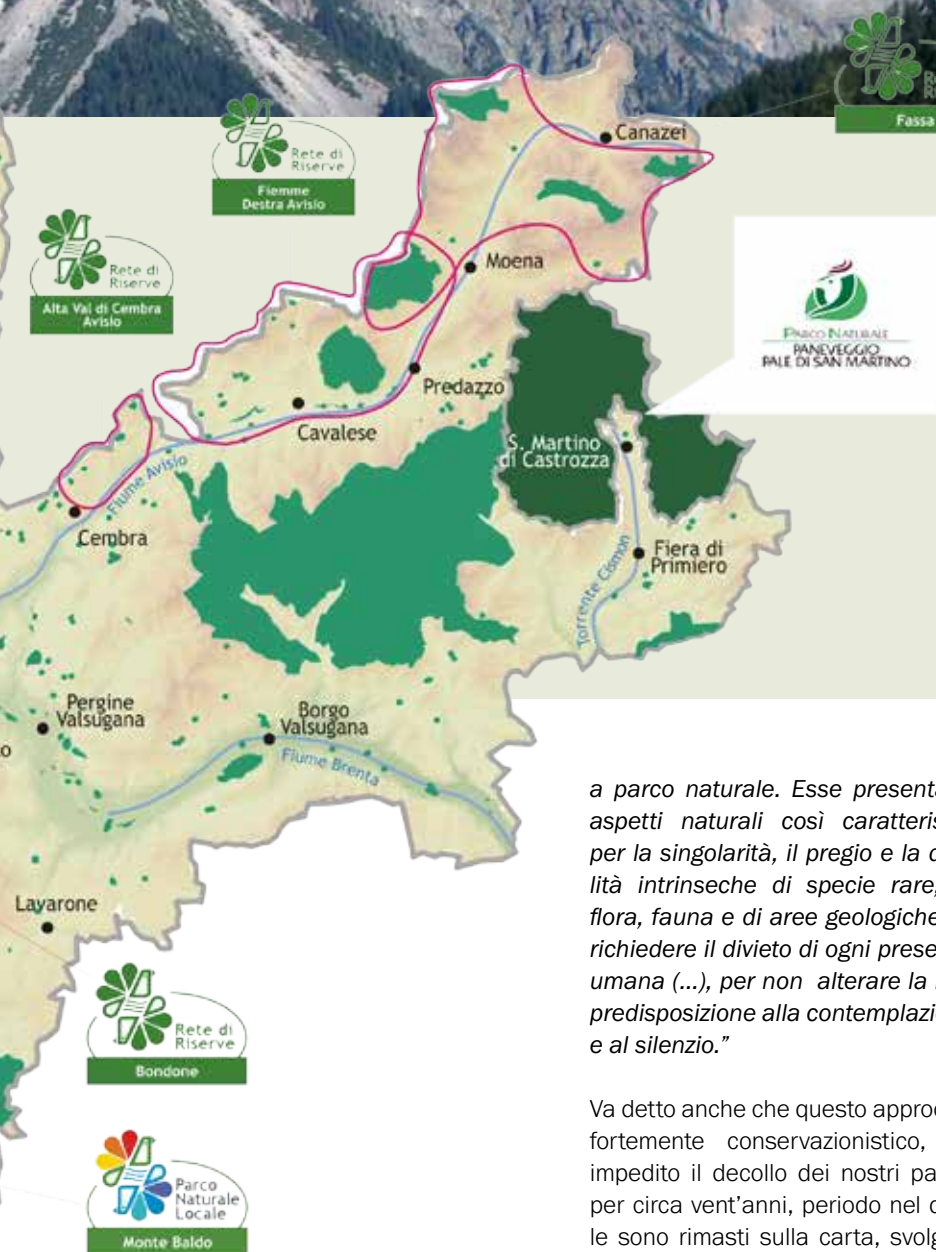 Rete di
Riserve
Fiemme
Destra Avisio
Rete di
Riserve
Alta Val di Cembra
Avisio
Fassa
Canazei
Moena
Predazzo
Cavalese
Fiume Avisio
Cembra
PARCO NATURALE
PANEVEGGIO
PALE DI SAN MARTINO
S. Martino
di Castrozza
Fiera di
Primiero
Torrente Cismon
Pergine
Valsugana
Borgo
Valsugana
Fiume Brenta
Lavarone
Rete di
Riserve
Bondone
Parco
Naturale
Locale
Monte Baldo
a parco naturale. Esse present
aspetti naturali così caratteris
per la singolarità, il pregio e la
lità intrinseche di specie rare,
flora, fauna e di aree geologiche
richiedere il divieto di ogni prese
umana (...), per non alterare la
predisposizione alla contemplazi
e al silenzio.”
Va detto anche che questo approc
fortemente conservazionistico,
impedito il decollo dei nostri pa
per circa vent’anni, periodo nel
le sono rimasti sulla carta, svolg